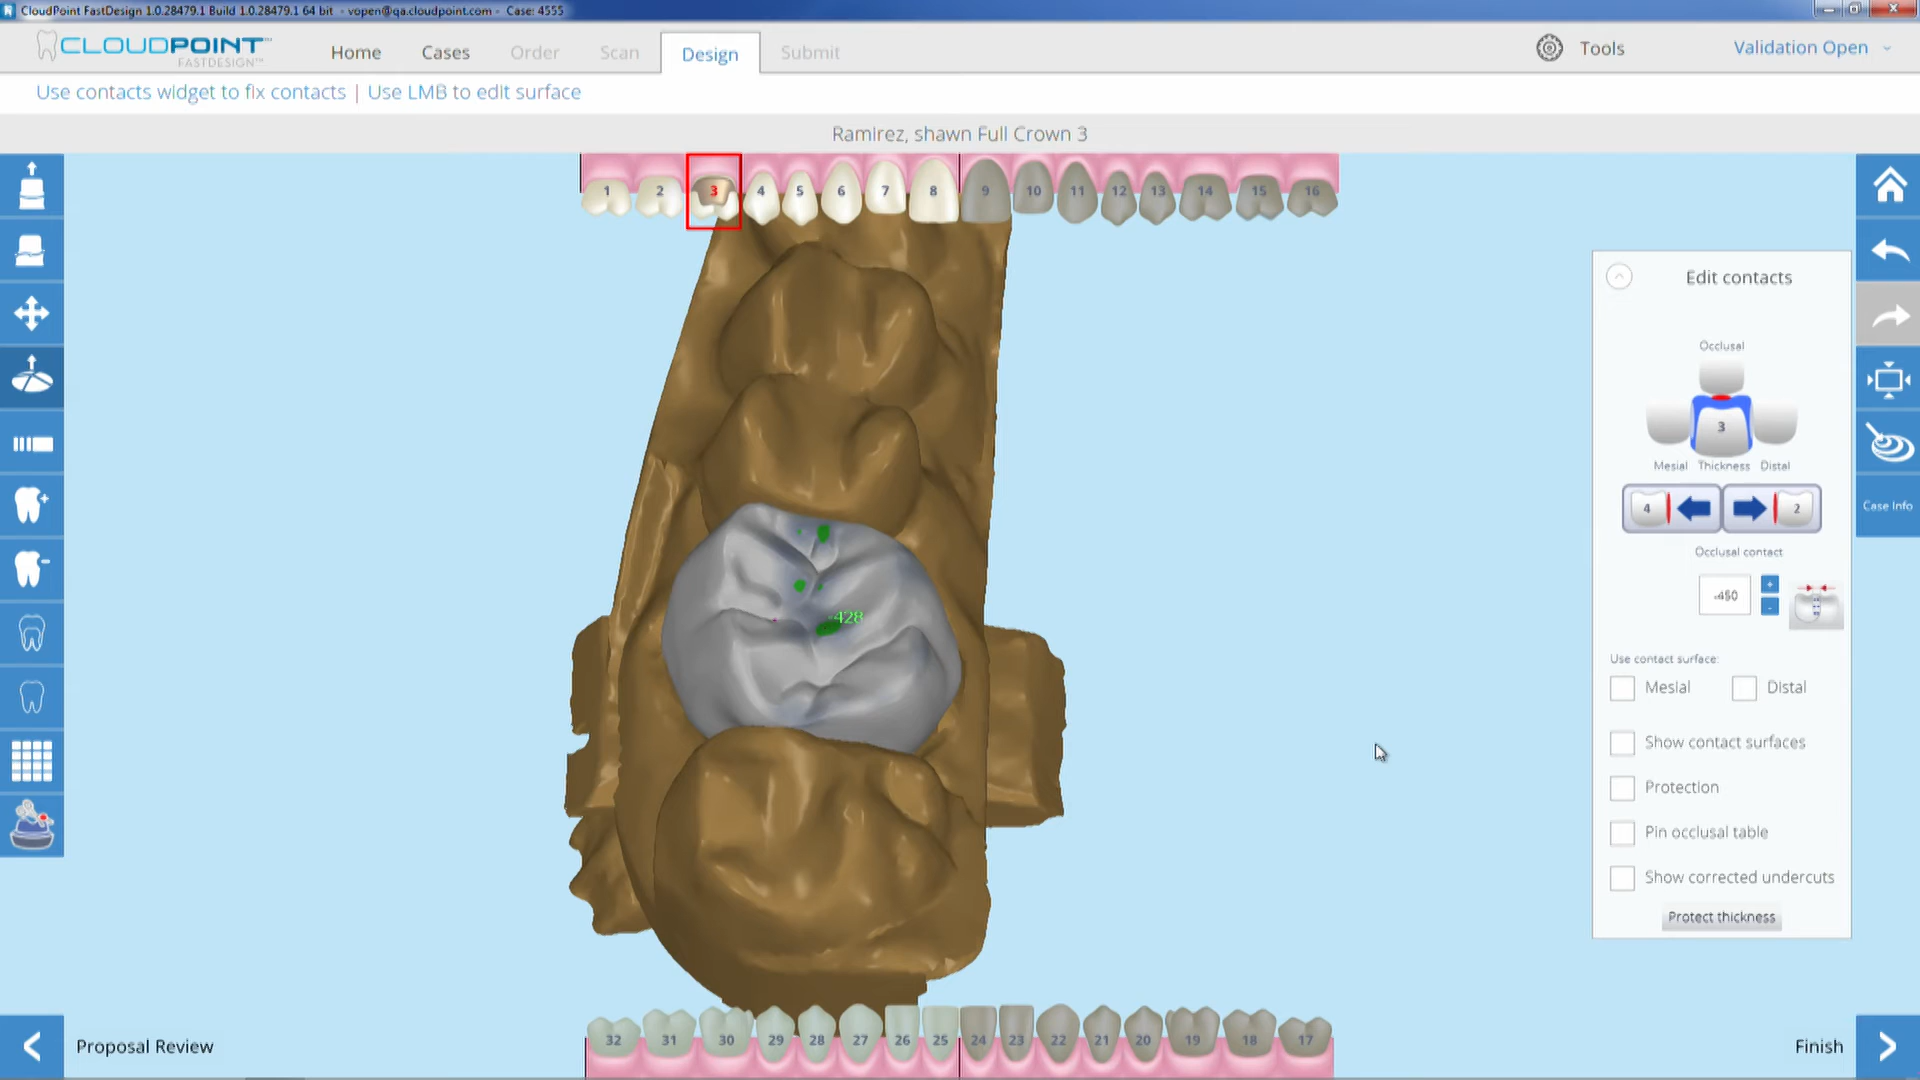 CloudPoint FastDesign 1.0.28479.1 Build 1.0.28479.1 64 bit - vopen@qa.cloudpoint.com - Case: 4555
CLOUDPOINT™
FASTDESIGN™
Home Cases Order Scan Design Submit
Tools
Validation Open
Use contacts widget to fix contacts | Use LMB to edit surface
Ramirez, shawn Full Crown 3
1 2 3 4 5 6 7 8 9 10 11 12 13 14 15 16
Edit contacts
Occlusal
3
Mesial Thickness Distal
4 2
Occlusal contact
-.450
+
-
-428
Use contact surface:
Mesial Distal
Show contact surfaces
Protection
Pin occlusal table
Show corrected undercuts
Protect thickness
Case Info
32 31 30 29 28 27 26 25 24 23 22 21 20 19 18 17
Proposal Review
Finish